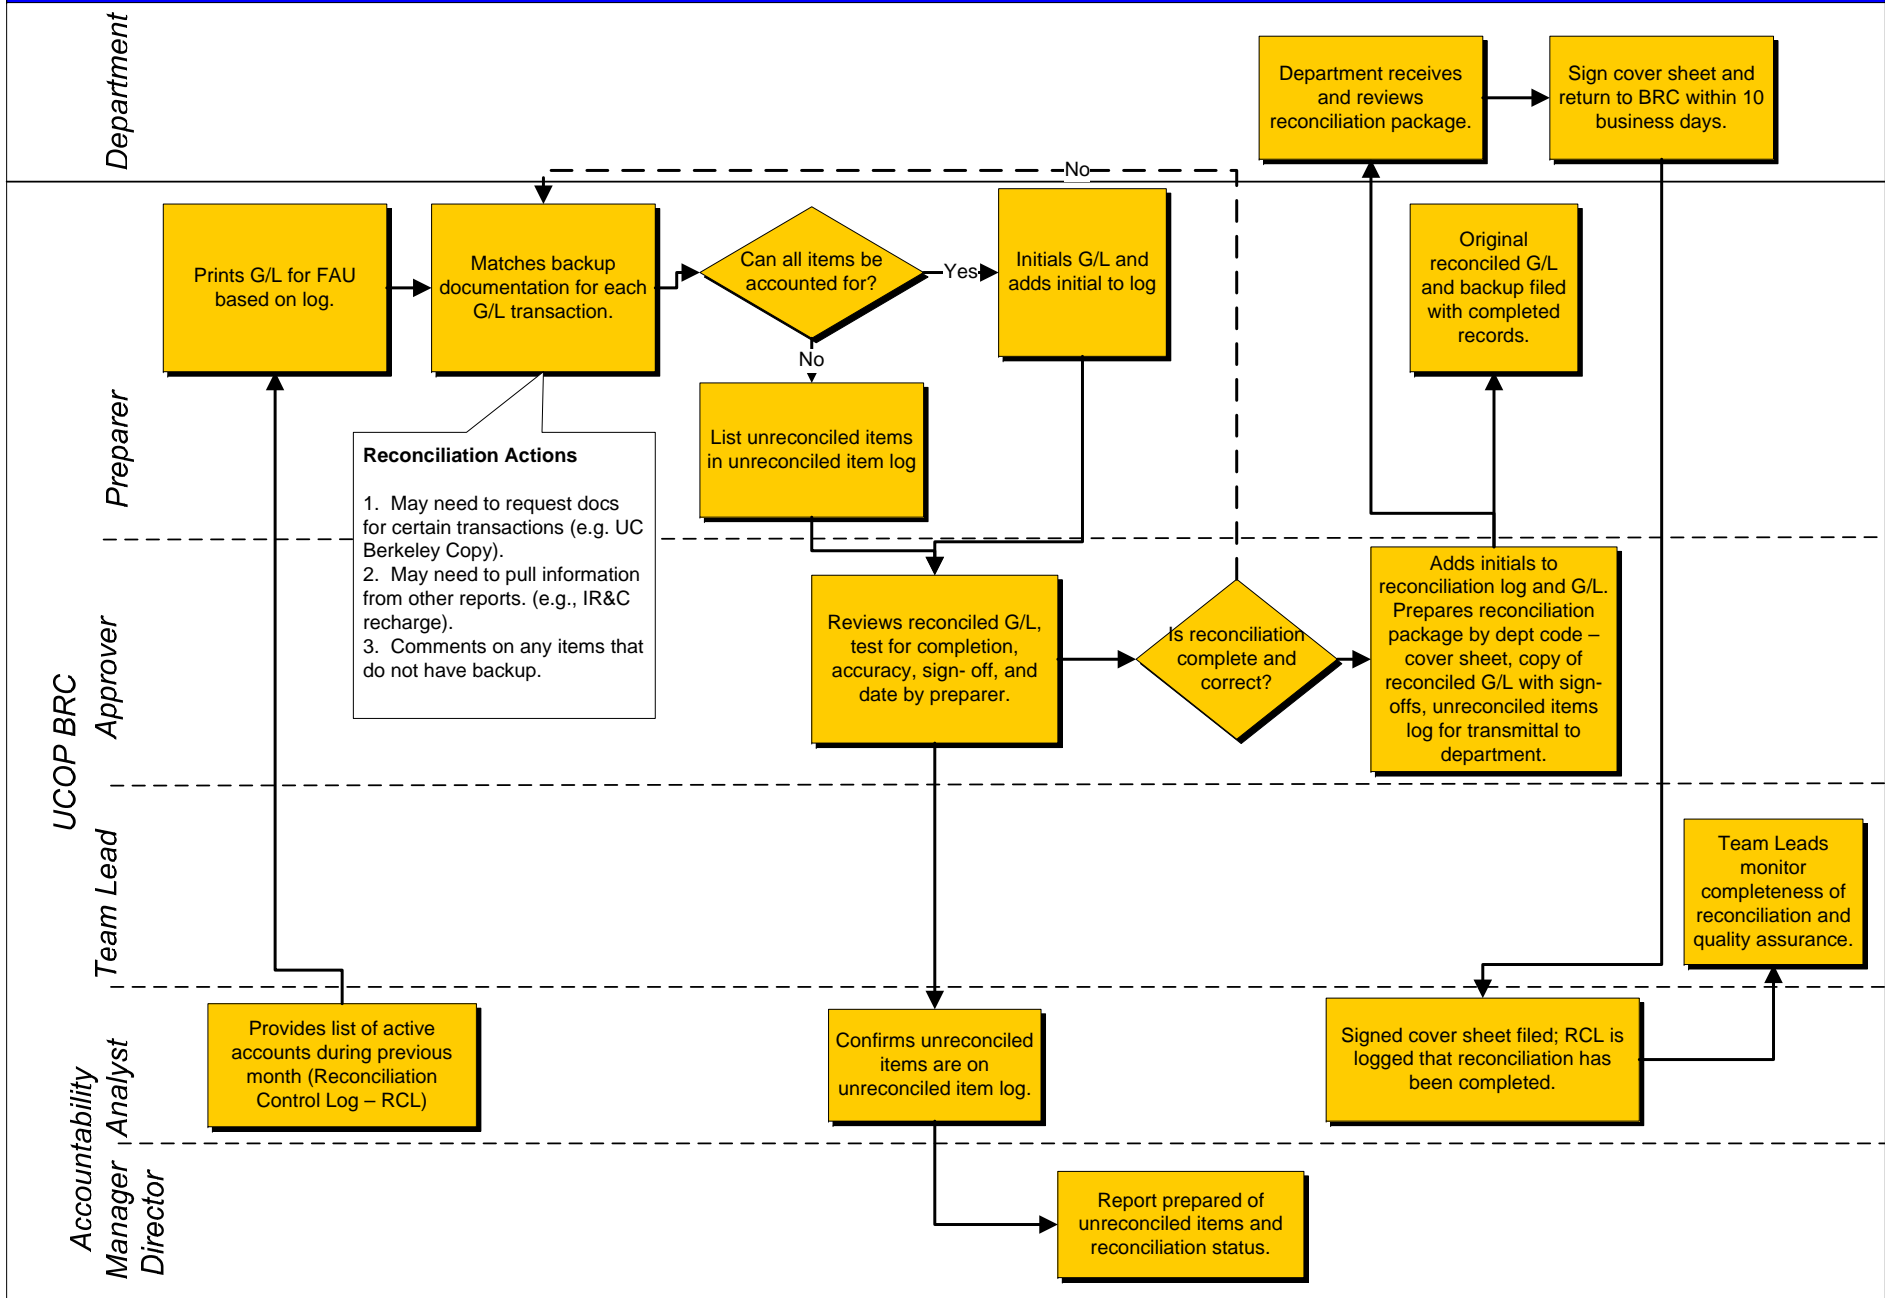 Department
Department receives
and reviews
reconciliation package.
Sign cover sheet and
return to BRC within 10
business days.
No
UCOP BRC
Preparer
Prints G/L for FAU
based on log.
Matches backup
documentation for each
G/L transaction.
Can all items be
accounted for?
Yes
Initials G/L and
adds initial to log
Original
reconciled G/L
and backup filed
with completed
records.
No
List unreconciled items
in unreconciled item log
Reconciliation Actions
1. May need to request docs
for certain transactions (e.g. UC
Berkeley Copy).
2. May need to pull information
from other reports. (e.g., IR&C
recharge).
3. Comments on any items that
do not have backup.
Approver
Reviews reconciled G/L,
test for completion,
accuracy, sign- off, and
date by preparer.
Is reconciliation
complete and
correct?
Adds initials to
reconciliation log and G/L.
Prepares reconciliation
package by dept code –
cover sheet, copy of
reconciled G/L with sign-
offs, unreconciled items
log for transmittal to
department.
Team Lead
Team Leads
monitor
completeness of
reconciliation and
quality assurance.
Accountability
Analyst
Provides list of active
accounts during previous
month (Reconciliation
Control Log – RCL)
Confirms unreconciled
items are on
unreconciled item log.
Signed cover sheet filed; RCL is
logged that reconciliation has
been completed.
Manager
Director
Report prepared of
unreconciled items and
reconciliation status.